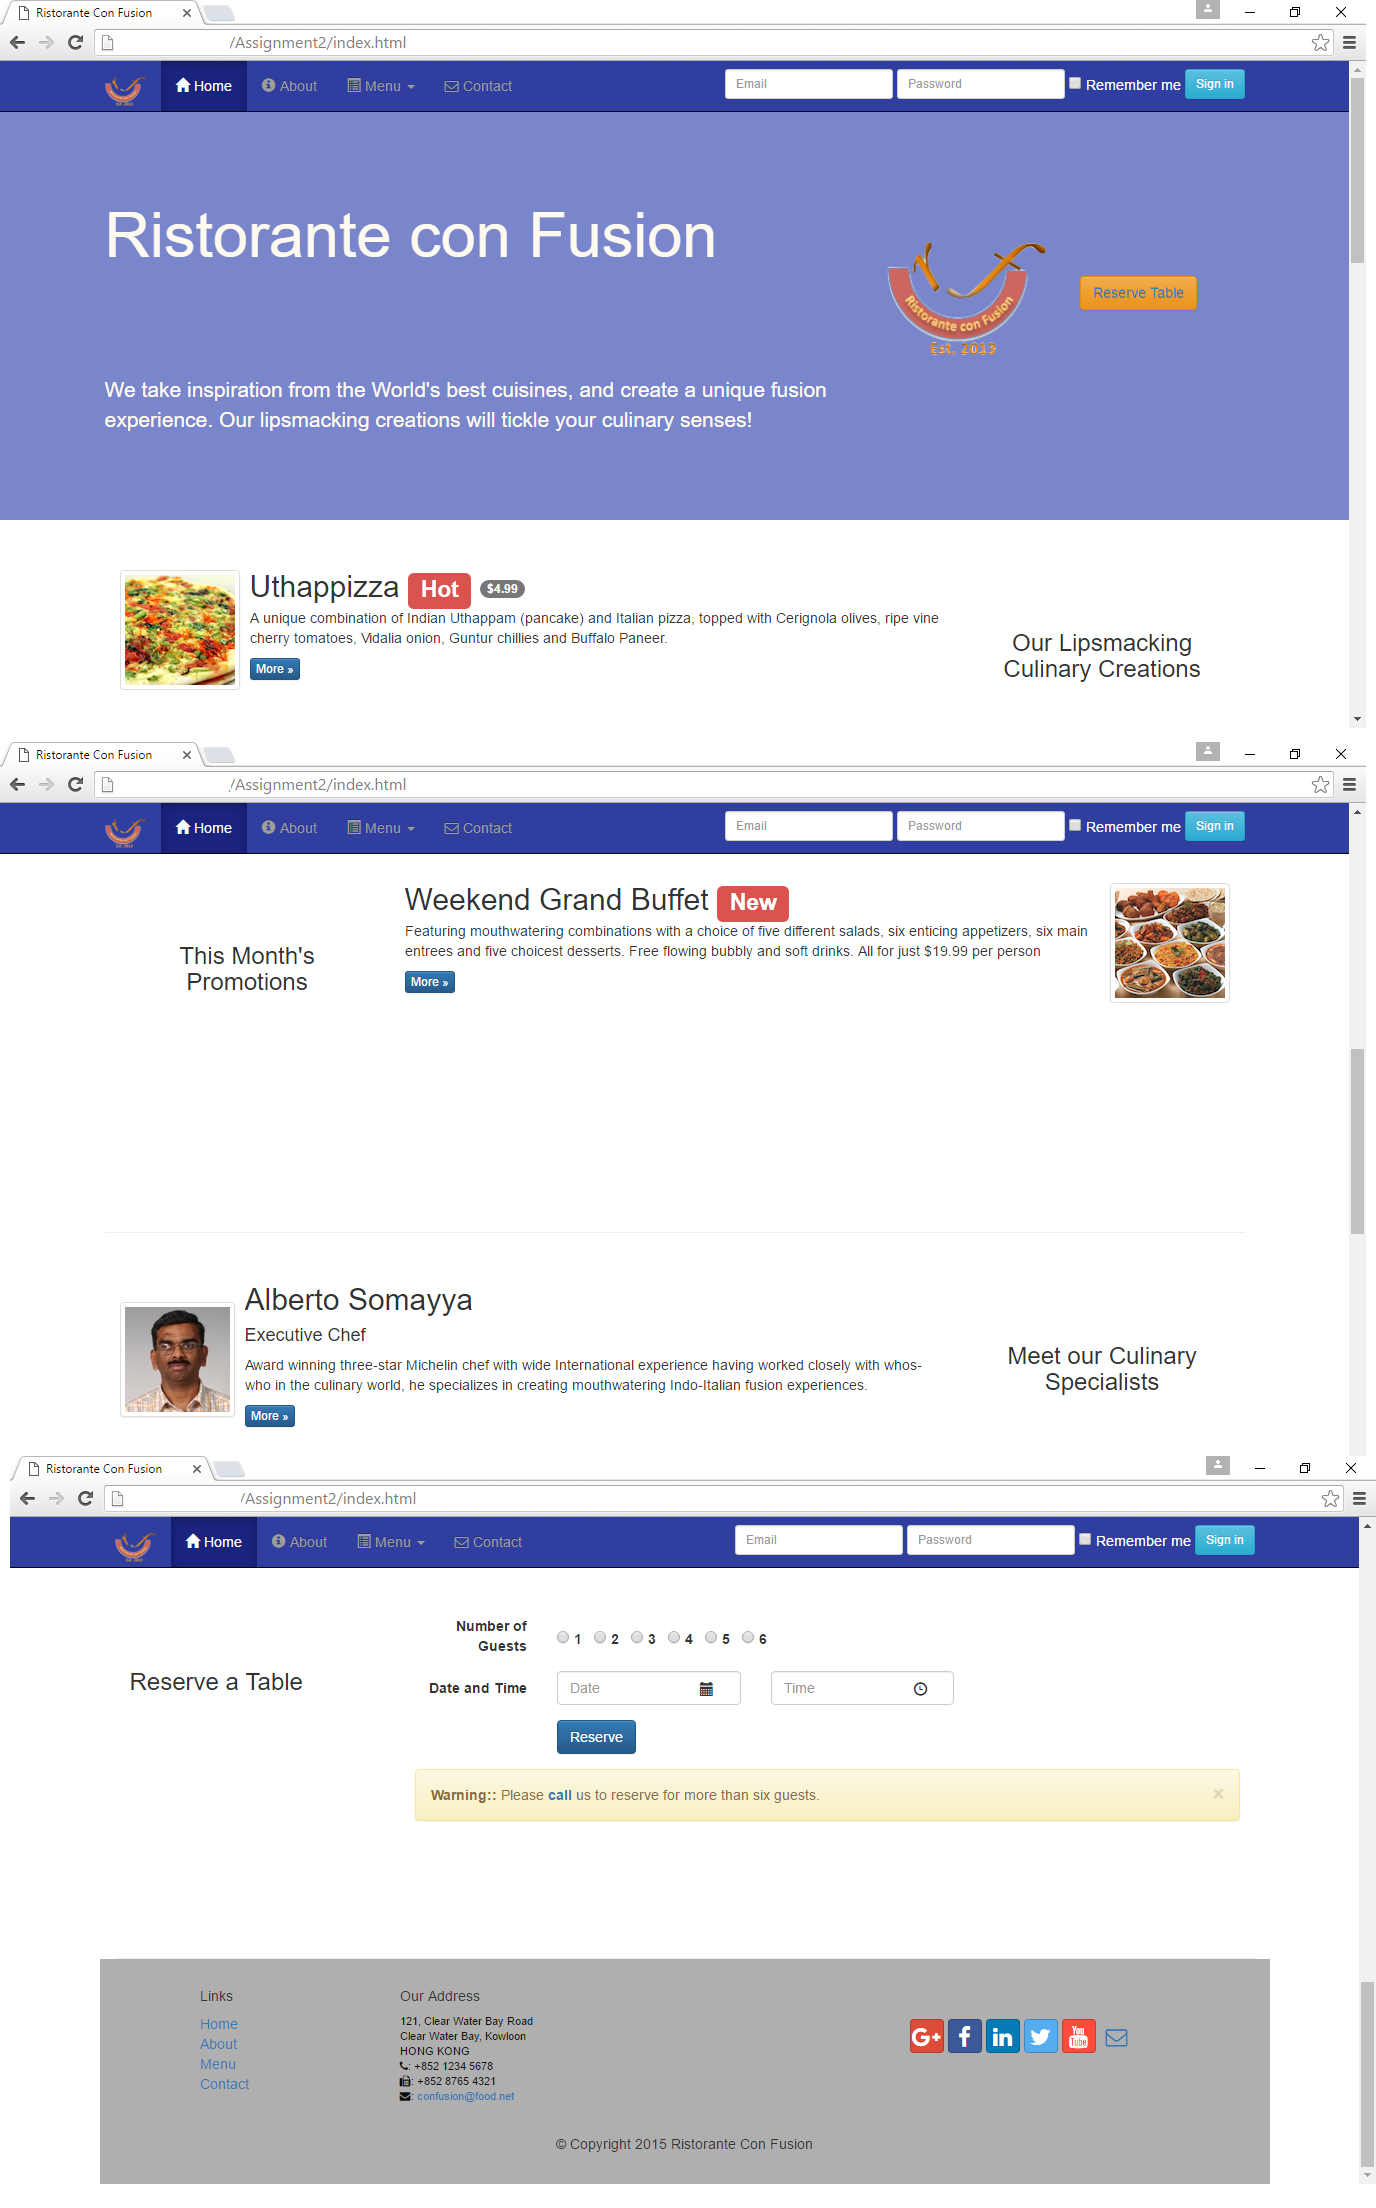 Ristorante Con Fusion
/Assignment2/index.html
Home About Menu Contact Email Password Remember me Sign in
Ristorante con Fusion
Ristorante con Fusion
Est. 2013
Reserve Table
We take inspiration from the World's best cuisines, and create a unique fusion
experience. Our lipsmacking creations will tickle your culinary senses!
Uthappizza Hot $4.99
A unique combination of Indian Uthappam (pancake) and Italian pizza, topped with Cerignola olives, ripe vine
cherry tomatoes, Vidalia onion, Guntur chillies and Buffalo Paneer.
More »
Our Lipsmacking
Culinary Creations
Ristorante Con Fusion
/Assignment2/index.html
Home About Menu Contact Email Password Remember me Sign in
This Month's
Promotions
Weekend Grand Buffet New
Featuring mouthwatering combinations with a choice of five different salads, six enticing appetizers, six main
entrees and five choicest desserts. Free flowing bubbly and soft drinks. All for just $19.99 per person
More »
Alberto Somayya
Executive Chef
Award winning three-star Michelin chef with wide International experience having worked closely with whos-
who in the culinary world, he specializes in creating mouthwatering Indo-Italian fusion experiences.
More »
Meet our Culinary
Specialists
Ristorante Con Fusion
/Assignment2/index.html
Home About Menu Contact Email Password Remember me Sign in
Reserve a Table
Number of
Guests
1 2 3 4 5 6
Date and Time Date Time
Reserve
Warning:: Please call us to reserve for more than six guests. ×
Links
Home
About
Menu
Contact
Our Address
121, Clear Water Bay Road
Clear Water Bay, Kowloon
HONG KONG
: +852 1234 5678
: +852 8765 4321
: confusion@food.net
G+ f in You Tube
© Copyright 2015 Ristorante Con Fusion